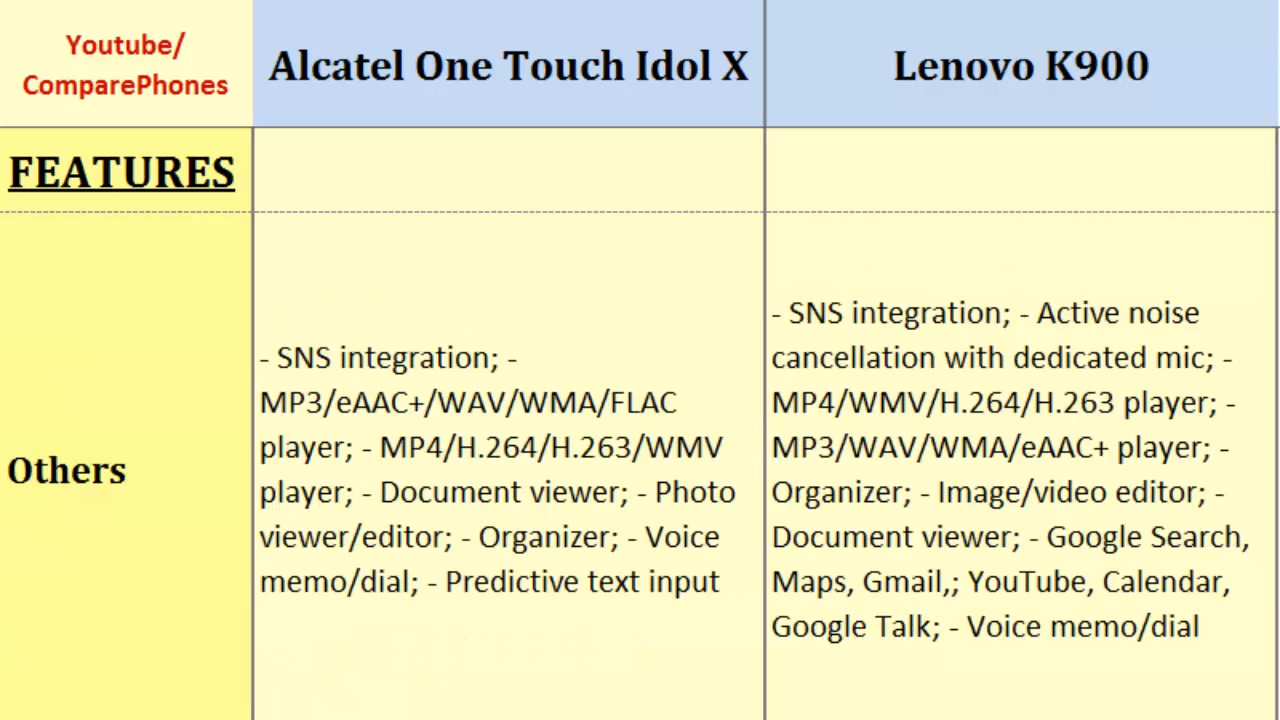 Youtube/
ComparePhones
Alcatel One Touch Idol X
Lenovo K900
FEATURES
Others
- SNS integration; -
MP3/eAAC+/WAV/WMA/FLAC
player; - MP4/H.264/H.263/WMV
player; - Document viewer; - Photo
viewer/editor; - Organizer; - Voice
memo/dial; - Predictive text input
- SNS integration; - Active noise
cancellation with dedicated mic; -
MP4/WMV/H.264/H.263 player; -
MP3/WAV/WMA/eAAC+ player; -
Organizer; - Image/video editor; -
Document viewer; - Google Search,
Maps, Gmail,; YouTube, Calendar,
Google Talk; - Voice memo/dial